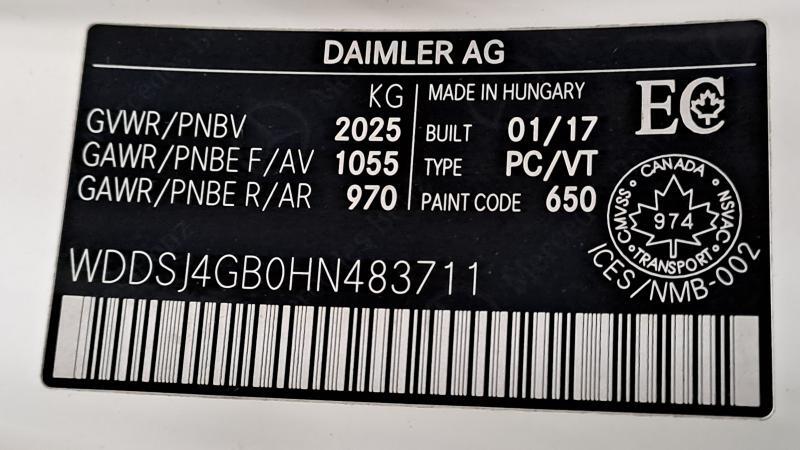 DAIMLER AG
KG
GVWR/PNBV 2025
GAWR/PNBE F/AV 1055
GAWR/PNBE R/AR 970
MADE IN HUNGARY
BUILT 01/17
TYPE PC/VT
PAINT CODE 650
EC
CANADA
CMVSS • NSVAC
974
TRANSPORT
ICES/NMB-002
WDDSJ4GB0HN483711